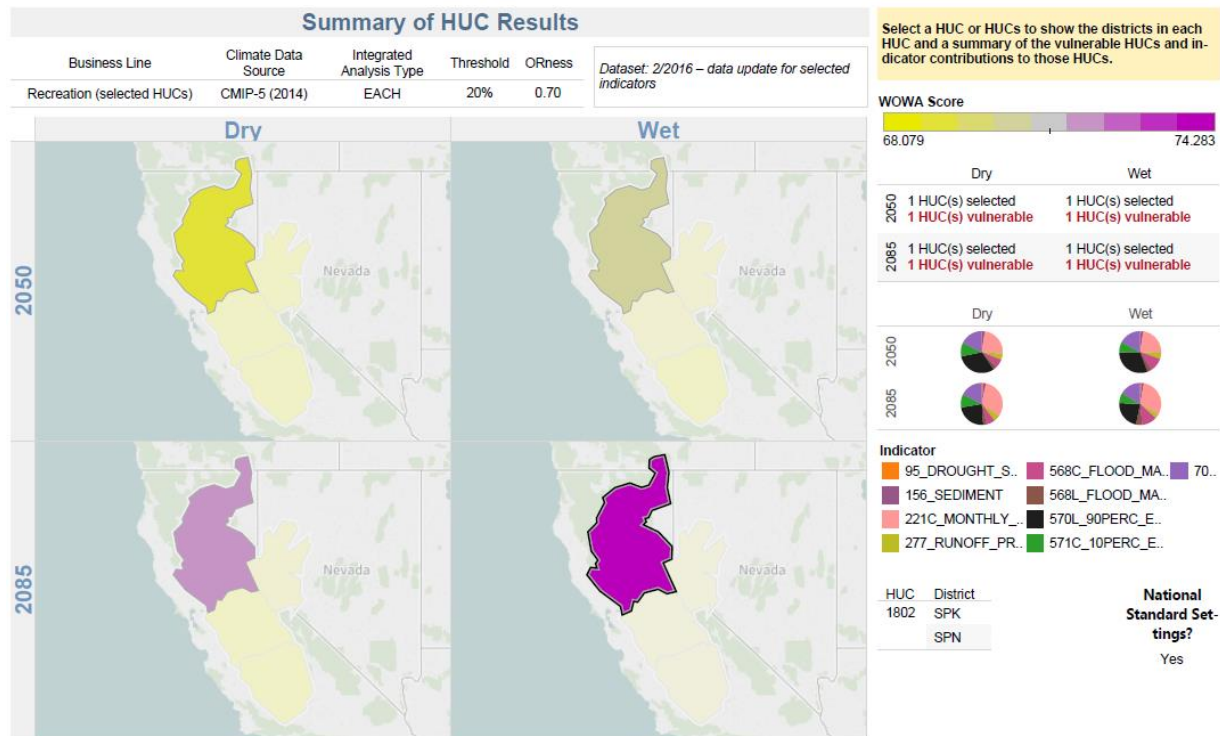 Summary of HUC Results
Business Line
Climate Data
Source
Integrated
Analysis Type
Threshold
ORness
Recreation (selected HUCs)
CMIP-5 (2014)
EACH
20%
0.70
Dataset: 2/2016 – data update for selected
indicators
Dry
Wet
2050
Nevada
Nevada
2085
Nevada
Nevada
Select a HUC or HUCs to show the districts in each
HUC and a summary of the vulnerable HUCs and in-
dicator contributions to those HUCs.
WOWA Score
68.079
74.283
Dry
Wet
2050
1 HUC(s) selected
1 HUC(s) vulnerable
1 HUC(s) selected
1 HUC(s) vulnerable
2085
1 HUC(s) selected
1 HUC(s) vulnerable
1 HUC(s) selected
1 HUC(s) vulnerable
Dry
Wet
2050
2085
Indicator
95_DROUGHT_S..
568C_FLOOD_MA..
70..
156_SEDIMENT
568L_FLOOD_MA..
221C_MONTHLY_..
570L_90PERC_E..
277_RUNOFF_PR..
571C_10PERC_E..
HUC
District
1802
SPK
SPN
National
Standard Set-
tings?
Yes